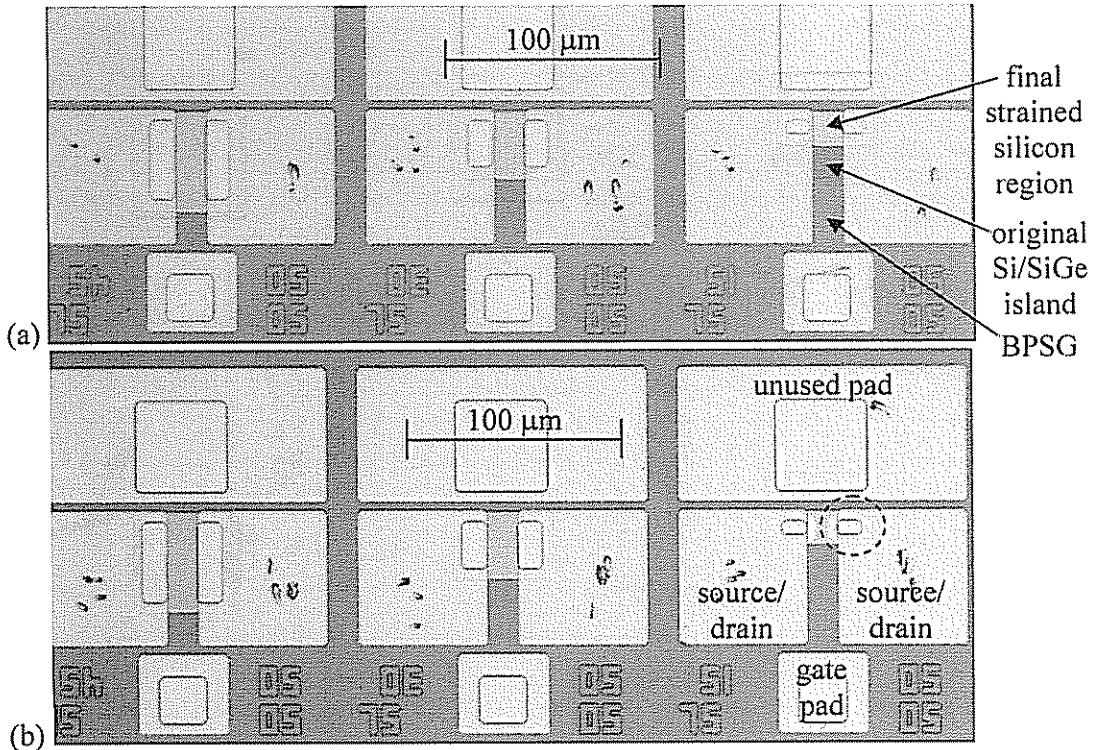 100 μm
final
strained
silicon
region
original
Si/SiGe
island
BPSG
(a)
unused pad
100 μm
source/
drain
source/
drain
gate
pad
(b)